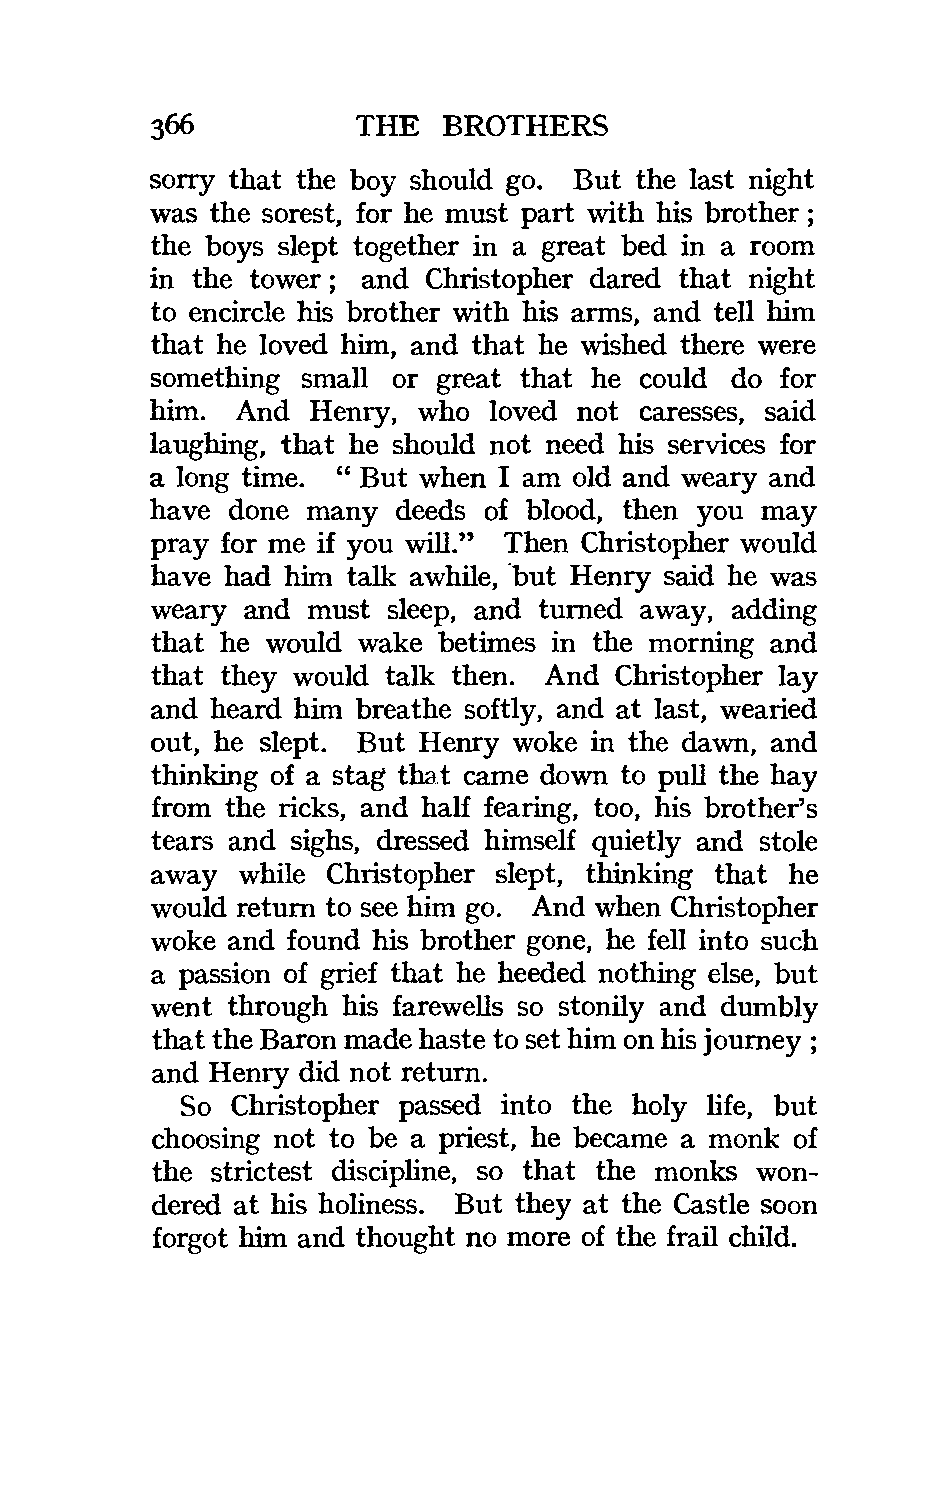 366 THE BROTHERS
sorry that the boy should go. But the last night
was the sorest, for he must part with his brother ;
the boys slept together in a great bed in a room
in the tower ; and Christopher dared that night
to encircle his brother with his arms, and tell him
that he loved him, and that he wished there were
something small or great that he could do for
him. And Henry, who loved not caresses, said
laughing, that he should not need his services for
a long time. “ But when I am old and weary and
have done many deeds of blood, then you may
pray for me if you will.” Then Christopher would
have had him talk awhile, but Henry said he was
weary and must sleep, and turned away, adding
that he would wake betimes in the morning and
that they would talk then. And Christopher lay
and heard him breathe softly, and at last, wearied
out, he slept. But Henry woke in the dawn, and
thinking of a stag that came down to pull the hay
from the ricks, and half fearing, too, his brother’s
tears and sighs, dressed himself quietly and stole
away while Christopher slept, thinking that he
would return to see him go. And when Christopher
woke and found his brother gone, he fell into such
a passion of grief that he heeded nothing else, but
went through his farewells so stonily and dumbly
that the Baron made haste to set him on his journey ;
and Henry did not return.
So Christopher passed into the holy life, but
choosing not to be a priest, he became a monk of
the strictest discipline, so that the monks won-
dered at his holiness. But they at the Castle soon
forgot him and thought no more of the frail child.